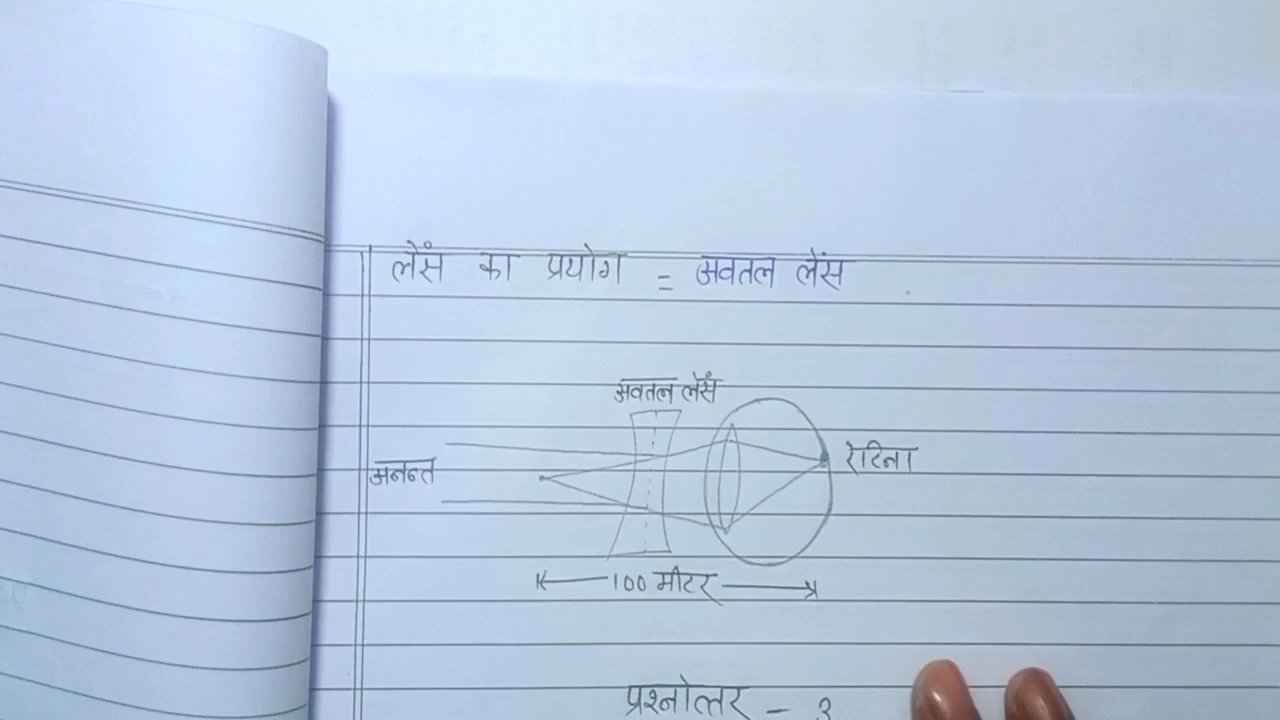 लेंस का प्रयोग = अवतल लेंस
अवतल लेंस
अनन्त
रेटिना
100 मीटर
प्रश्नोत्तर - 3